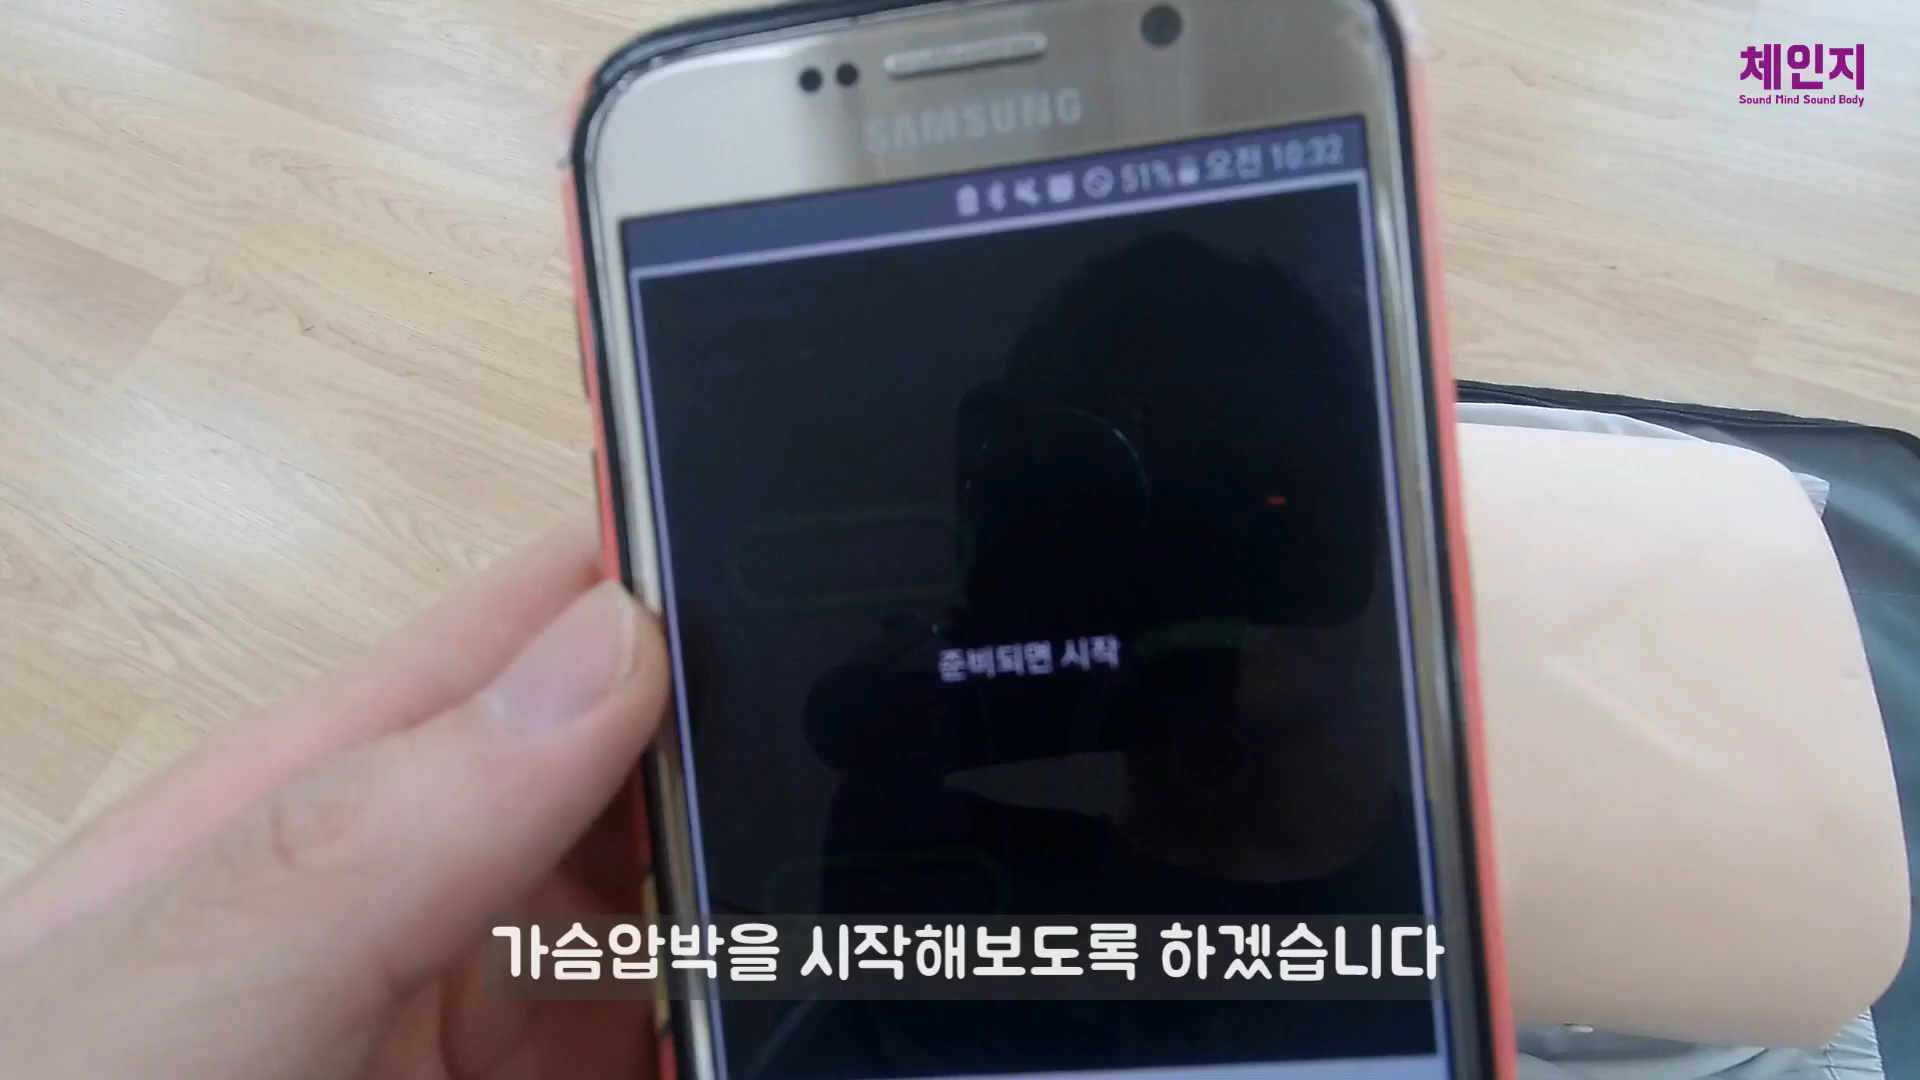 체인지
Sound Mind Sound Body
SAMSUNG
51% 오전 10:32
준비되면 시작
가슴압박을 시작해보도록 하겠습니다